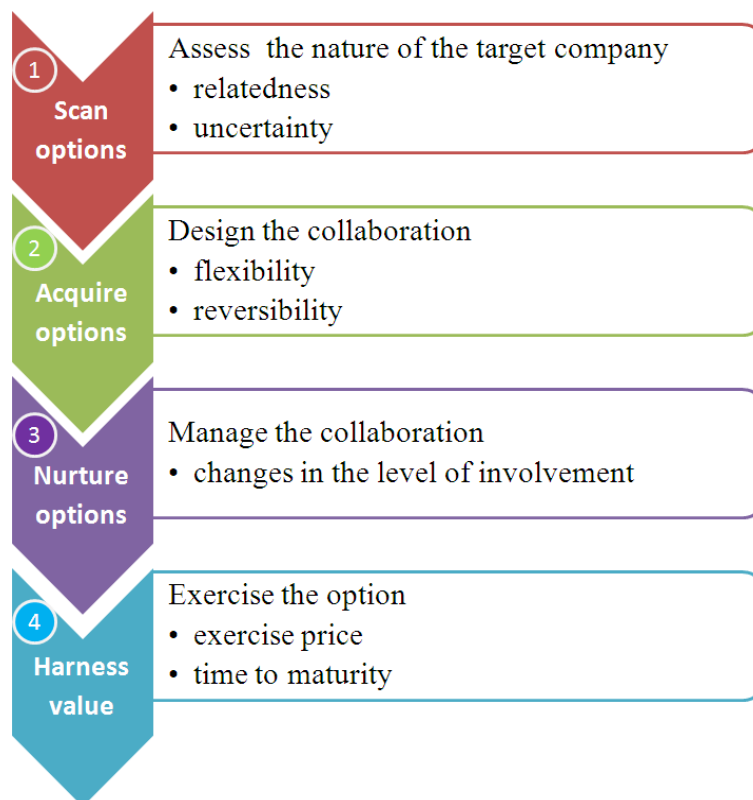 1
Scan
options
Assess the nature of the target company
• relatedness
• uncertainty
2
Acquire
options
Design the collaboration
• flexibility
• reversibility
3
Nurture
options
Manage the collaboration
• changes in the level of involvement
4
Harness
value
Exercise the option
• exercise price
• time to maturity